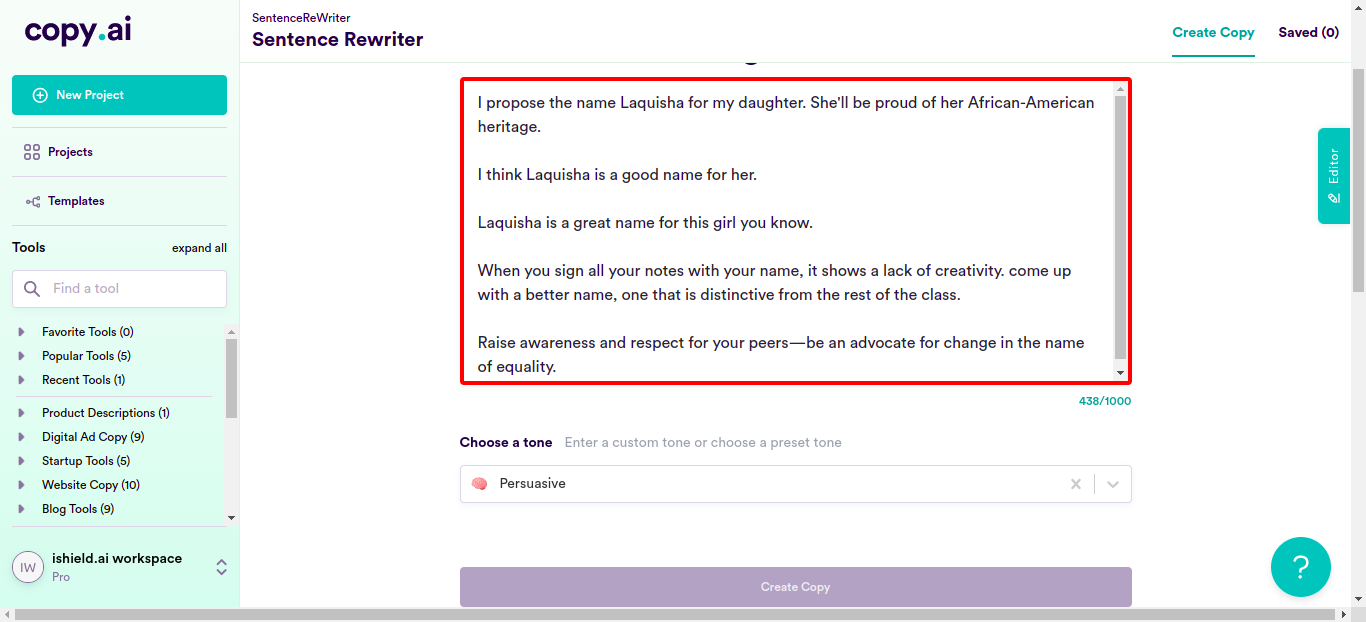 copy.ai
New Project
Projects
Templates
Tools
expand all
Find a tool
Favorite Tools (0)
Popular Tools (5)
Recent Tools (1)
Product Descriptions (1)
Digital Ad Copy (9)
Startup Tools (5)
Website Copy (10)
Blog Tools (9)
IW
ishield.ai workspace
Pro
SentenceReWriter
Sentence Rewriter
Create Copy
Saved (0)
I propose the name Laquisha for my daughter. She'll be proud of her African-American
heritage.
I think Laquisha is a good name for her.
Laquisha is a great name for this girl you know.
When you sign all your notes with your name, it shows a lack of creativity. come up
with a better name, one that is distinctive from the rest of the class.
Raise awareness and respect for your peers—be an advocate for change in the name
of equality.
438/1000
Choose a tone
Enter a custom tone or choose a preset tone
Persuasive
Create Copy
Editor
?